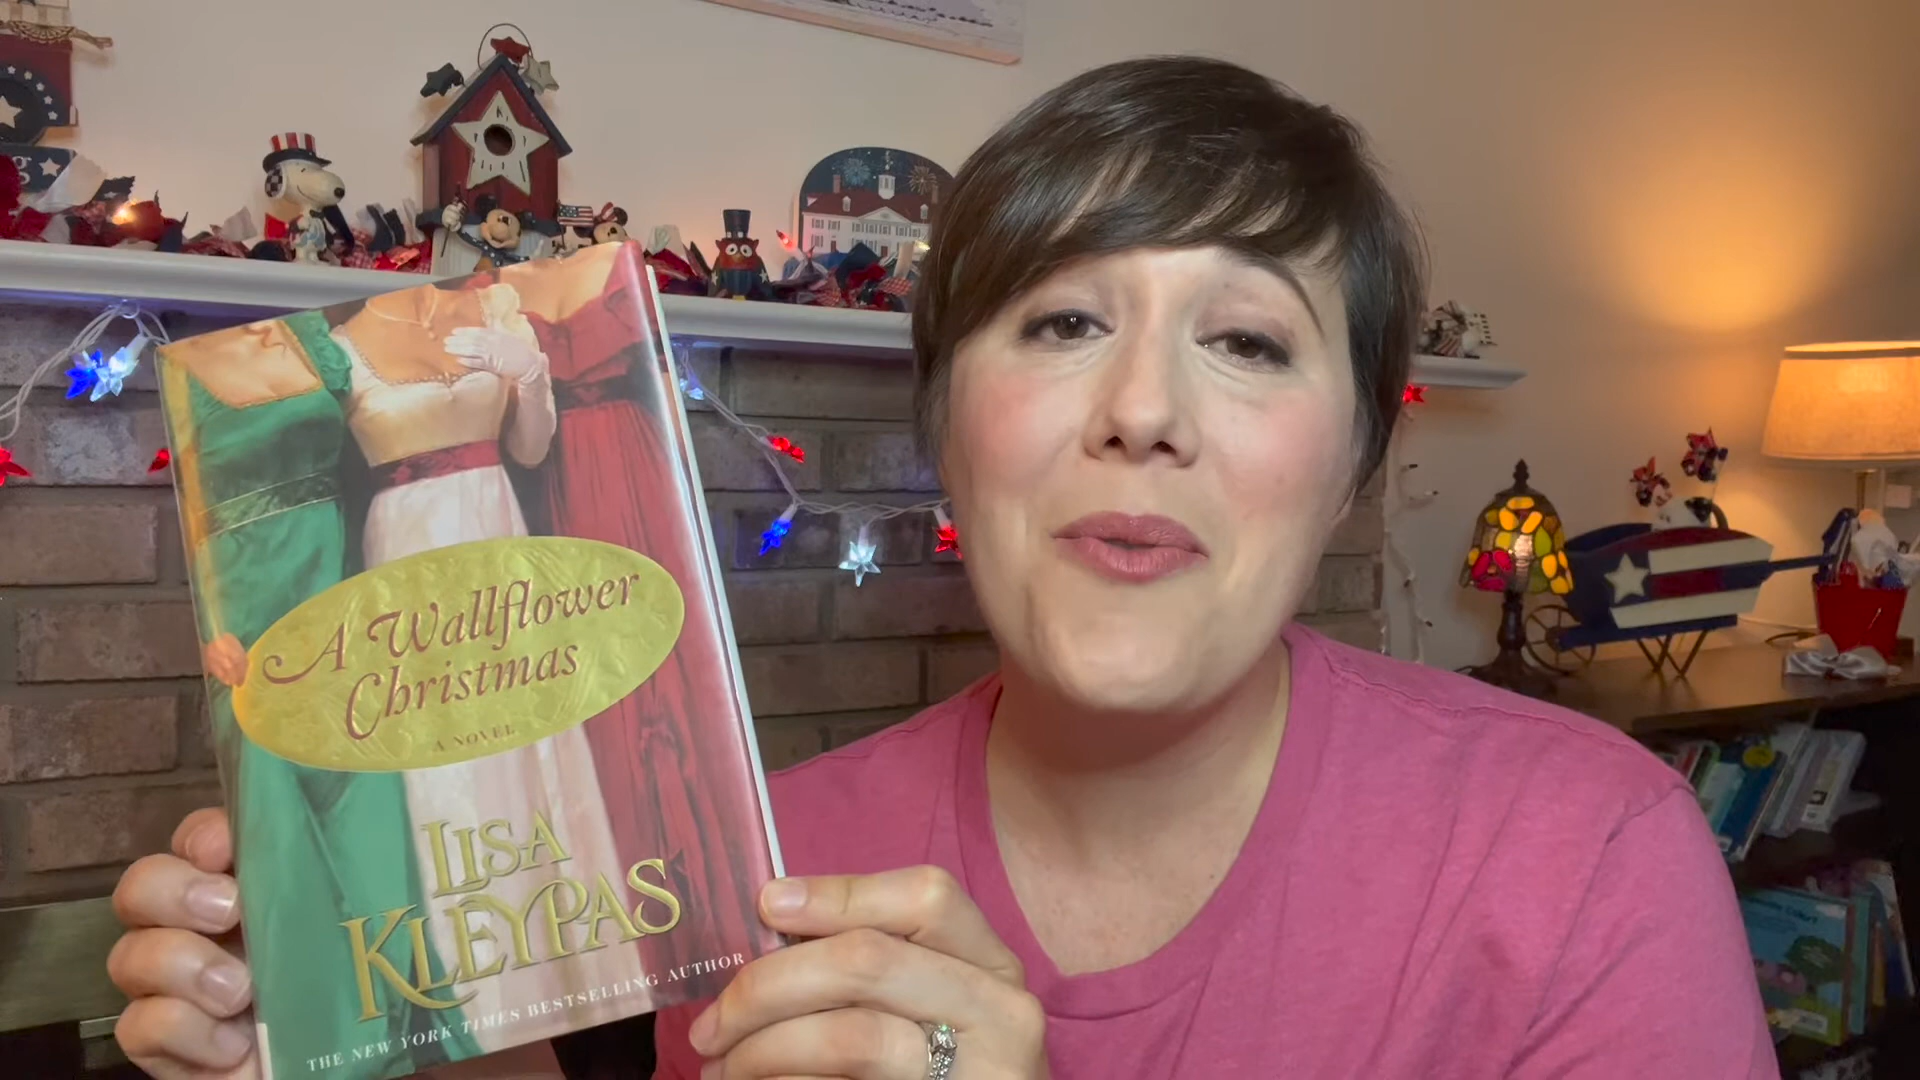 A Wallflower
Christmas
A NOVEL
LISA
KLEYPAS
THE NEW YORK TIMES BESTSELLING AUTHOR